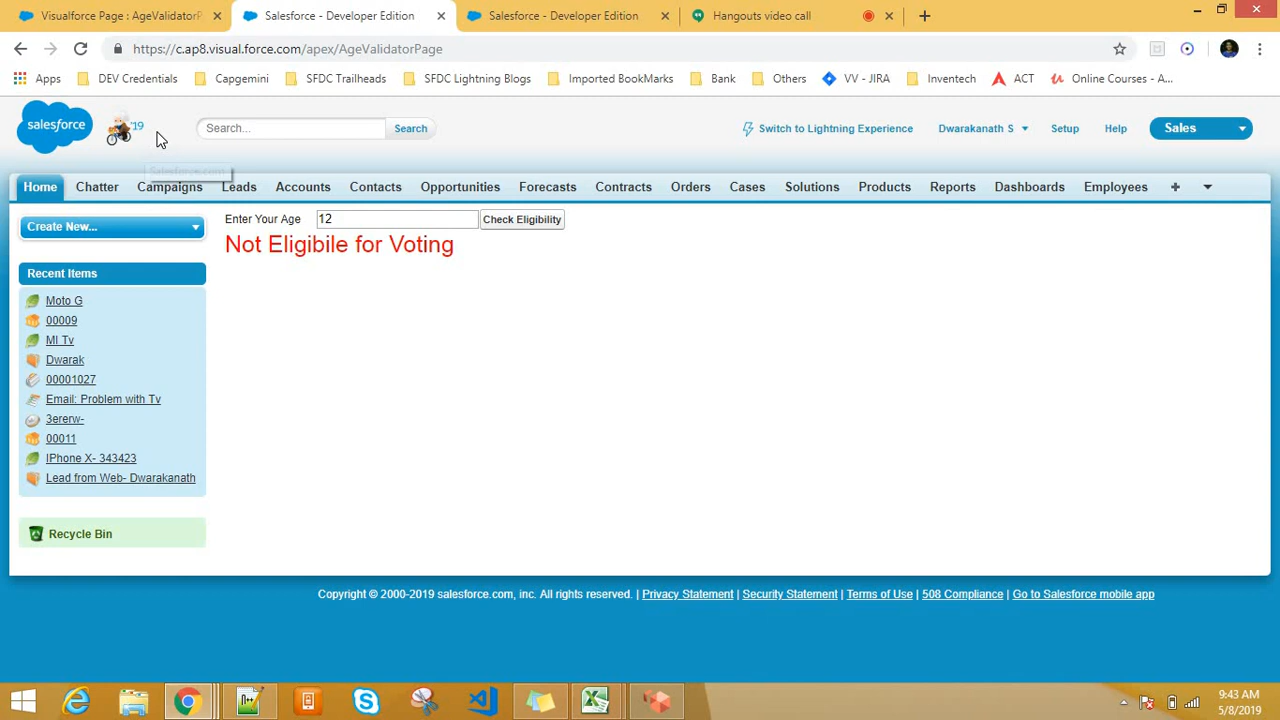 Visualforce Page : AgeValidatorP
Salesforce - Developer Edition
Salesforce - Developer Edition
Hangouts video call
https://c.ap8.visual.force.com/apex/AgeValidatorPage
Apps
DEV Credentials
Capgemini
SFDC Trailheads
SFDC Lightning Blogs
Imported BookMarks
Bank
Others
VV - JIRA
Inventech
ACT
Online Courses - A...
salesforce
'19
Search...
Search
Switch to Lightning Experience
Dwarakanath S
Setup
Help
Sales
Salesforce.com
Home
Chatter
Campaigns
Leads
Accounts
Contacts
Opportunities
Forecasts
Contracts
Orders
Cases
Solutions
Products
Reports
Dashboards
Employees
Create New...
Enter Your Age
12
Check Eligibility
Not Eligibile for Voting
Recent Items
Moto G
00009
MI Tv
Dwarak
00001027
Email: Problem with Tv
3ererw-
00011
IPhone X- 343423
Lead from Web- Dwarakanath
Recycle Bin
Copyright © 2000-2019 salesforce.com, inc. All rights reserved. | Privacy Statement | Security Statement | Terms of Use | 508 Compliance | Go to Salesforce mobile app
9:43 AM
5/8/2019